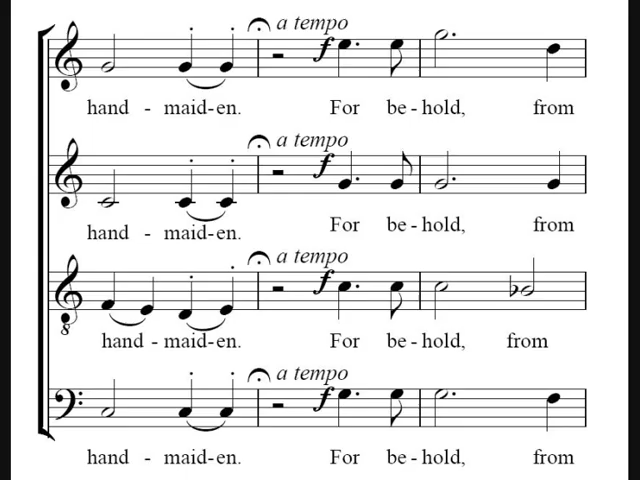 a tempo
f
hand - maid-en. For be-hold, from
a tempo
f
hand - maid-en. For be-hold, from
a tempo
f
8
hand - maid-en. For be-hold, from
a tempo
f
hand - maid-en. For be-hold, from